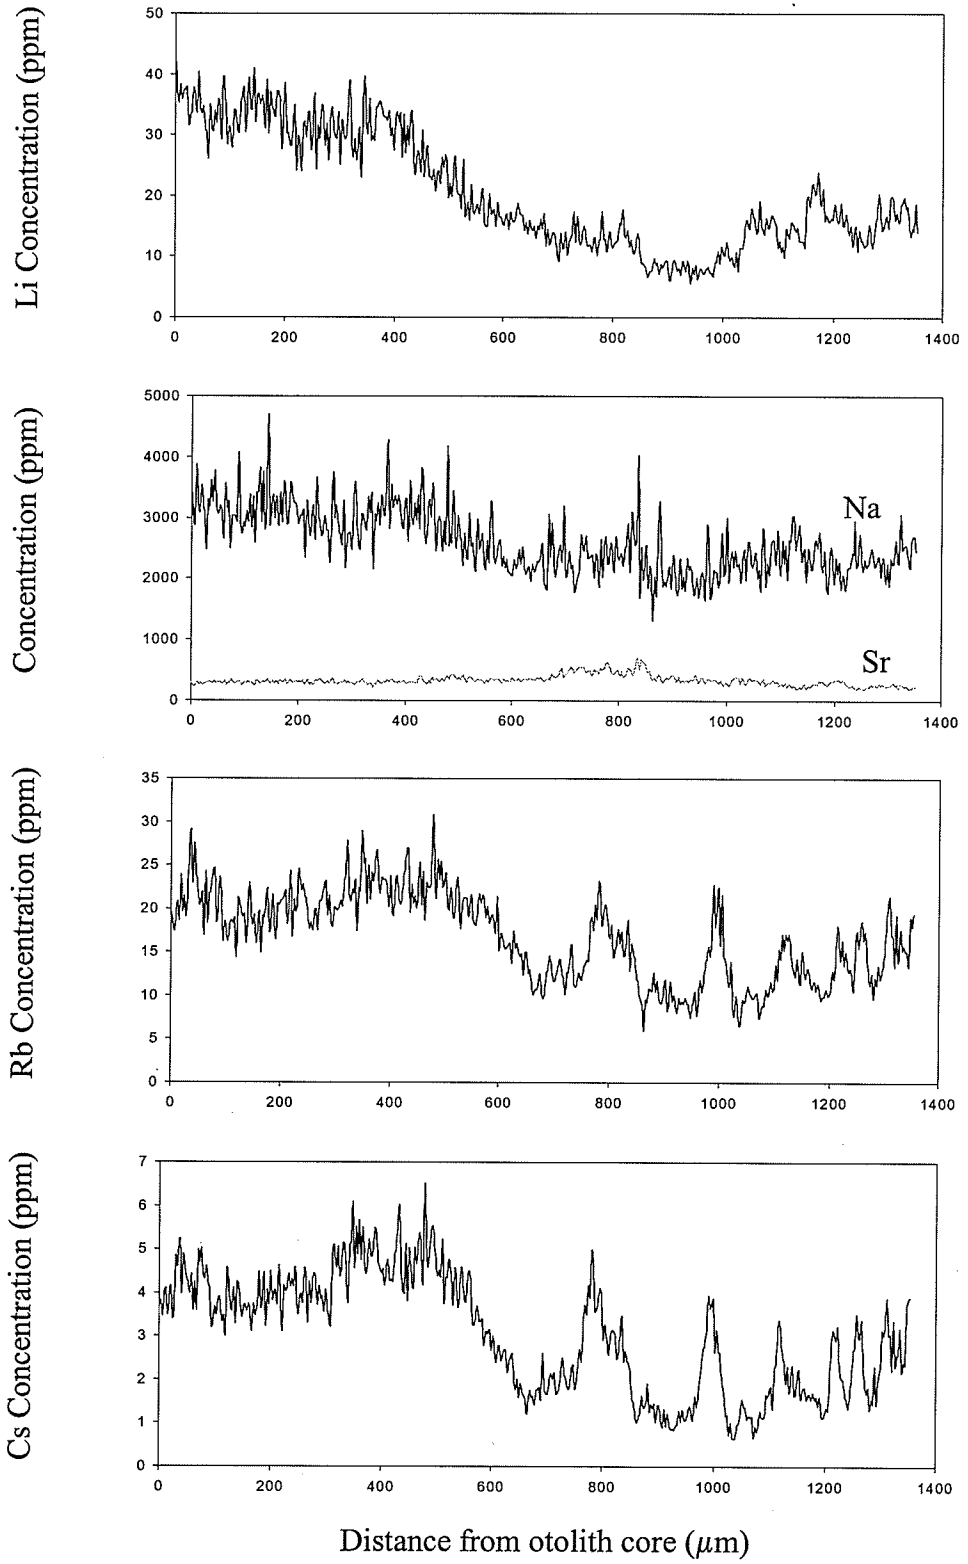 Li Concentration (ppm)
50
40
30
20
10
0
0 200 400 600 800 1000 1200 1400
Concentration (ppm)
5000
4000
3000
2000
1000
0
Na
Sr
0 200 400 600 800 1000 1200 1400
Rb Concentration (ppm)
35
30
25
20
15
10
5
0
0 200 400 600 800 1000 1200 1400
Cs Concentration (ppm)
7
6
5
4
3
2
1
0
0 200 400 600 800 1000 1200 1400
Distance from otolith core (μm)